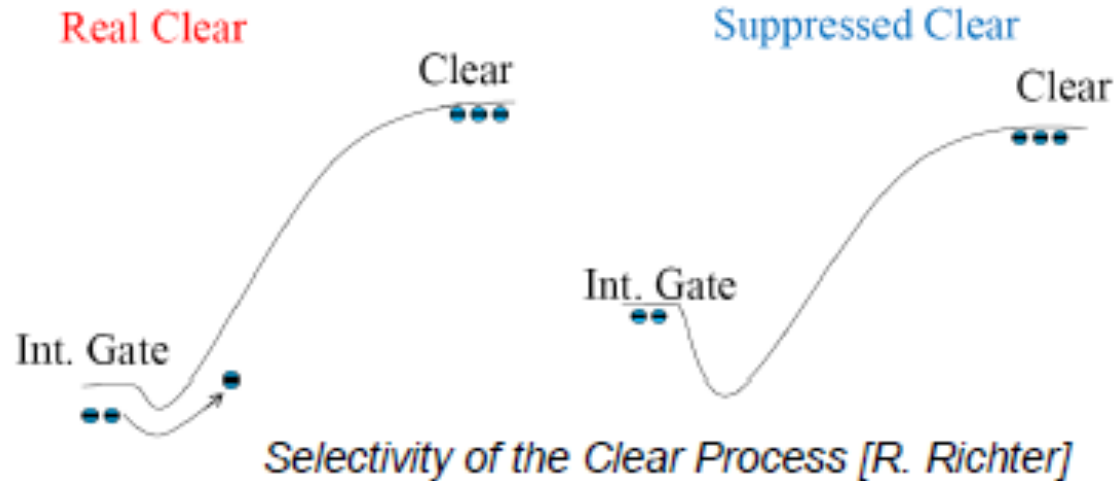 Real Clear
Suppressed Clear
Clear
Clear
Int. Gate
Int. Gate
Selectivity of the Clear Process [R. Richter]